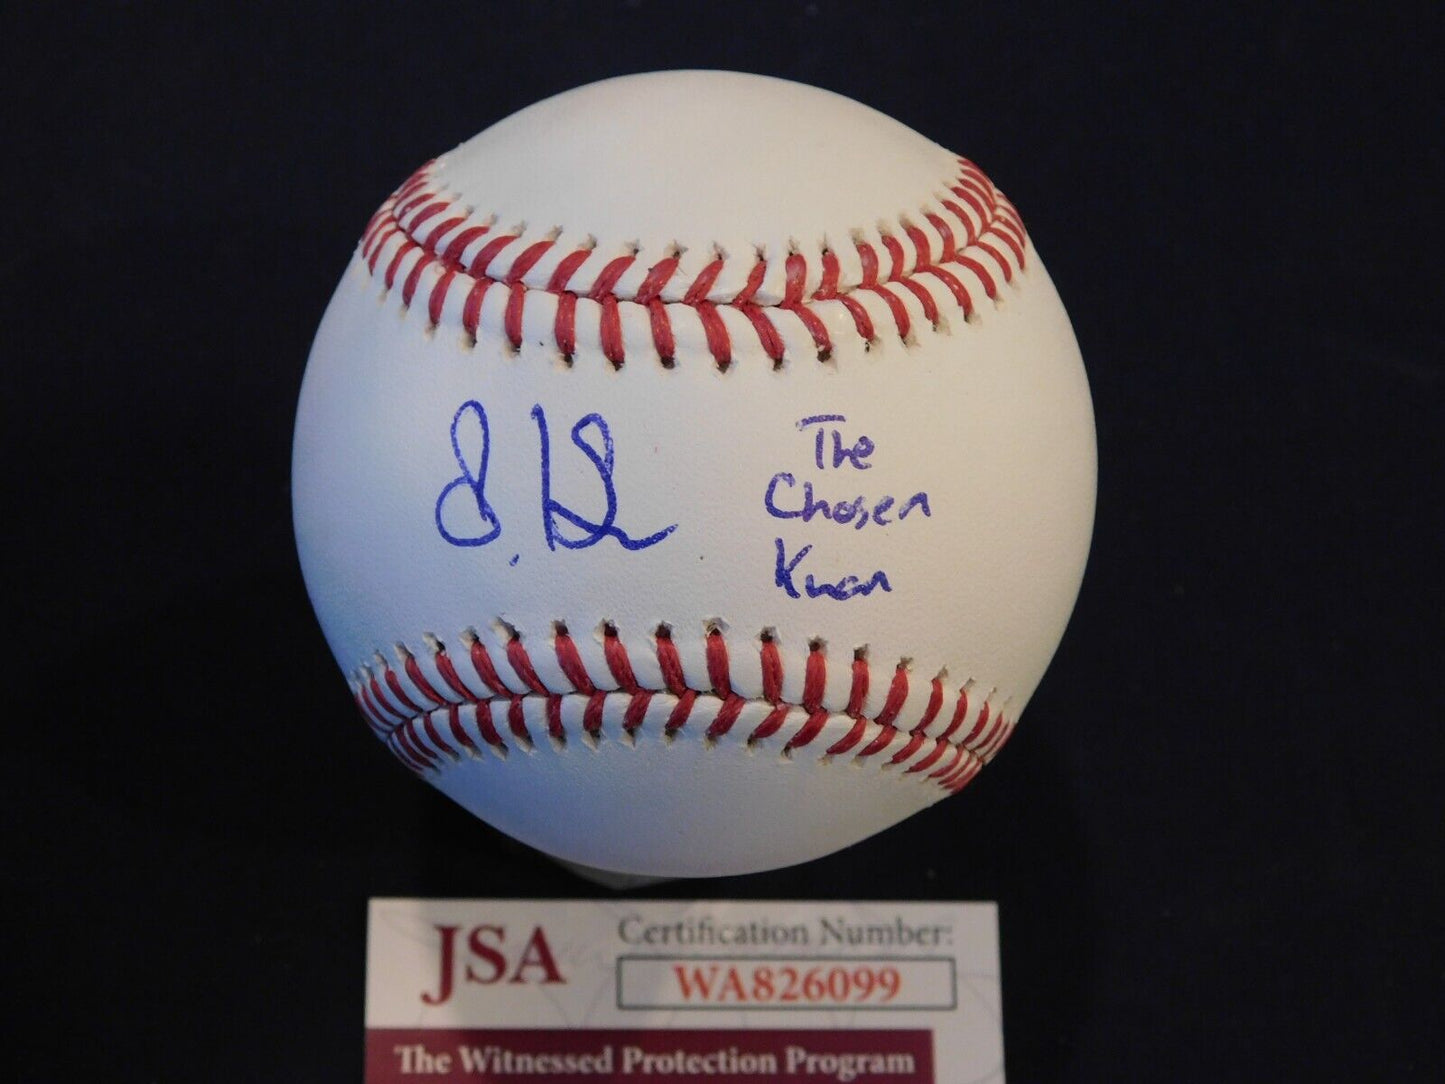 The
Chosen
Kwan
JSA
Certification Number:
WA826099
The Witnessed Protection Program